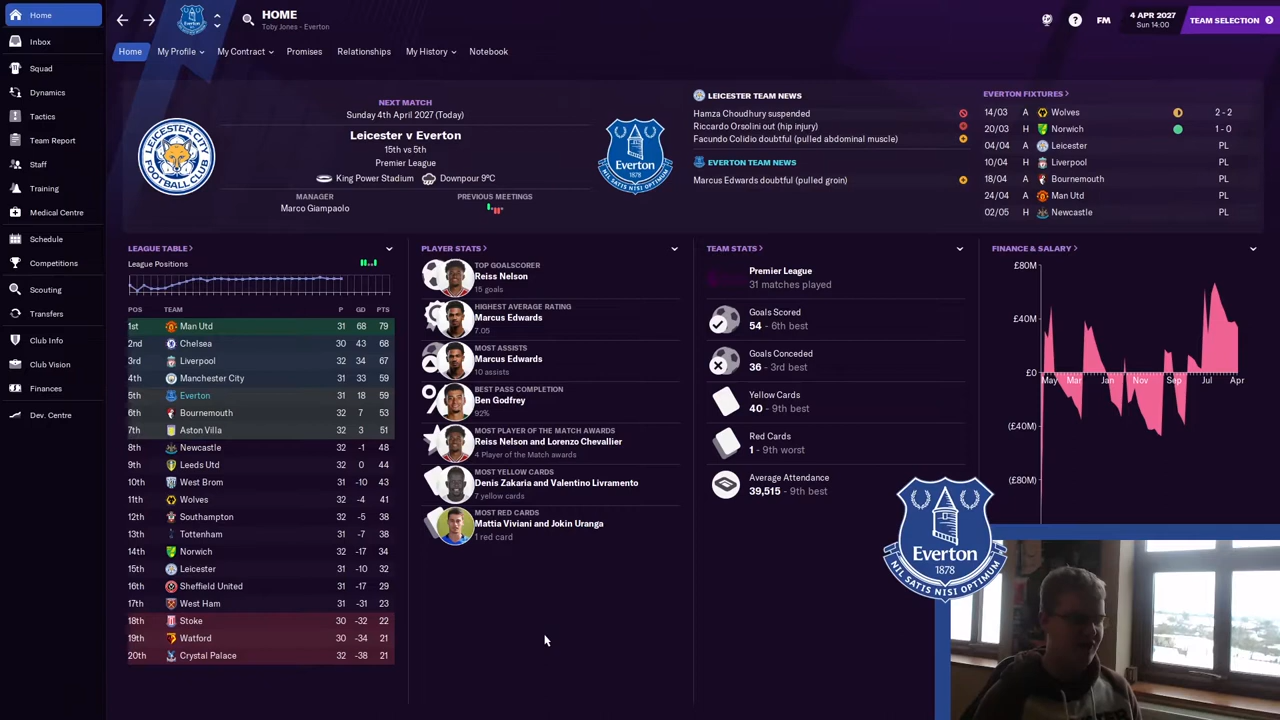 Home
Inbox
Squad
Dynamics
Tactics
Team Report
Staff
Training
Medical Centre
Schedule
Competitions
Scouting
Transfers
Club Info
Club Vision
Finances
Dev. Centre
HOME
Toby Jones - Everton
FM
4 APR 2027
Sun 14:00
TEAM SELECTION
Home
My Profile
My Contract
Promises
Relationships
My History
Notebook
NEXT MATCH
Sunday 4th April 2027 (Today)
Leicester v Everton
15th vs 5th
Premier League
King Power Stadium
Downpour 9ºC
MANAGER
Marco Giampaolo
PREVIOUS MEETINGS
LEICESTER CITY
FOOTBALL CLUB
Everton
1878
NIL SATIS NISI OPTIMUM
LEICESTER TEAM NEWS
Hamza Choudhury suspended
Riccardo Orsolini out (hip injury)
Facundo Colidio doubtful (pulled abdominal muscle)
EVERTON TEAM NEWS
Marcus Edwards doubtful (pulled groin)
EVERTON FIXTURES
14/03 A Wolves 2 - 2
20/03 H Norwich 1 - 0
04/04 A Leicester PL
10/04 H Liverpool PL
18/04 A Bournemouth PL
24/04 A Man Utd PL
02/05 H Newcastle PL
LEAGUE TABLE
League Positions
POS TEAM P GD PTS
1st Man Utd 31 68 79
2nd Chelsea 30 43 68
3rd Liverpool 32 34 67
4th Manchester City 31 33 59
5th Everton 31 18 59
6th Bournemouth 32 7 53
7th Aston Villa 32 3 51
8th Newcastle 32 -1 48
9th Leeds Utd 32 0 44
10th West Brom 31 -10 43
11th Wolves 32 -4 41
12th Southampton 32 -5 38
13th Tottenham 31 -7 38
14th Norwich 32 -17 34
15th Leicester 31 -10 32
16th Sheffield United 31 -17 29
17th West Ham 31 -31 23
18th Stoke 30 -32 22
19th Watford 30 -34 21
20th Crystal Palace 32 -38 21
PLAYER STATS
TOP GOALSCORER
Reiss Nelson
15 goals
HIGHEST AVERAGE RATING
Marcus Edwards
7.05
MOST ASSISTS
Marcus Edwards
10 assists
BEST PASS COMPLETION
Ben Godfrey
92%
MOST PLAYER OF THE MATCH AWARDS
Reiss Nelson and Lorenzo Chevallier
4 Player of the Match awards
MOST YELLOW CARDS
Denis Zakaria and Valentino Livramento
7 yellow cards
MOST RED CARDS
Mattia Viviani and Jokin Uranga
1 red card
TEAM STATS
Premier League
31 matches played
Goals Scored
54 - 6th best
Goals Conceded
36 - 3rd best
Yellow Cards
40 - 9th best
Red Cards
1 - 9th worst
Average Attendance
39,515 - 9th best
FINANCE & SALARY
£80M
£40M
£0
(£40M)
(£80M)
May Mar Jan Nov Sep Jul Apr
Everton
1878
NIL SATIS NISI OPTIMUM